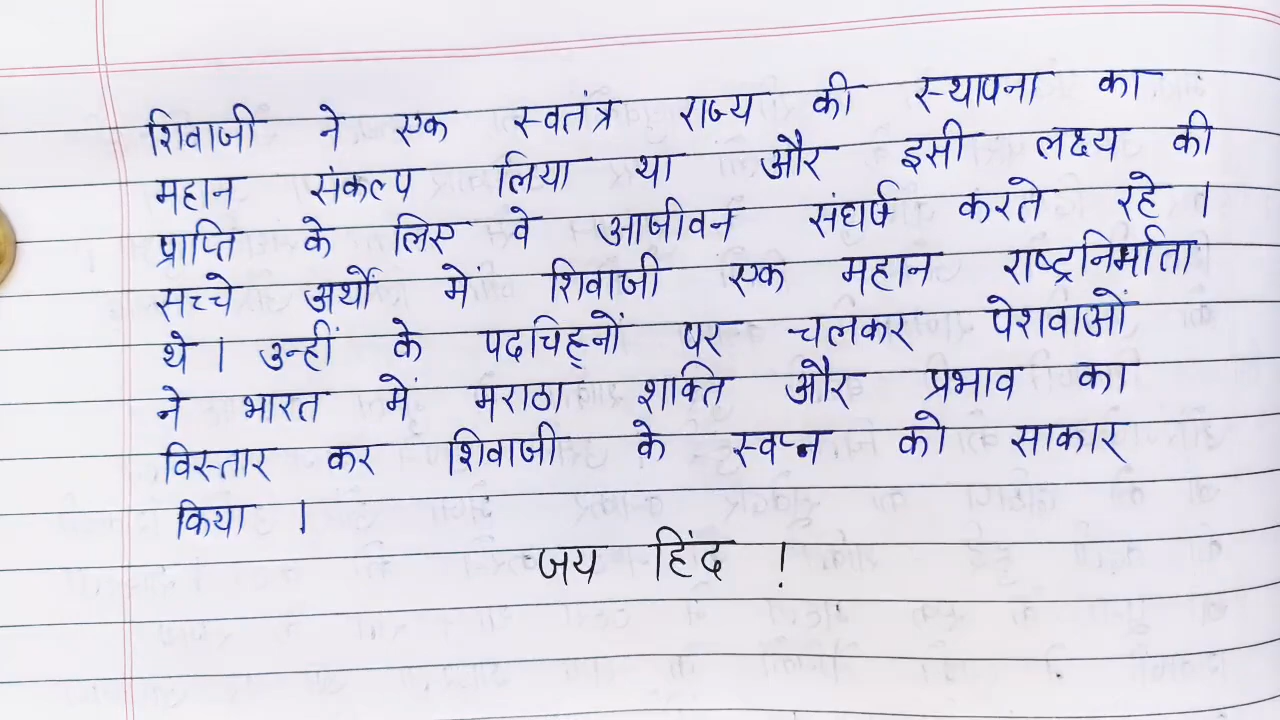 शिवाजी ने एक स्वतंत्र राज्य की स्थापना का
महान संकल्प लिया था और इसी लक्ष्य की
प्राप्ति के लिए वे आजीवन संघर्ष करते रहे ।
सच्चे अर्थों में शिवाजी एक महान राष्ट्रनिर्माता
थे । उन्हीं के पदचिह्नों पर चलकर पेशवाओं
ने भारत में मराठा शक्ति और प्रभाव का
विस्तार कर शिवाजी के स्वप्न को साकार
किया ।
जय हिंद !